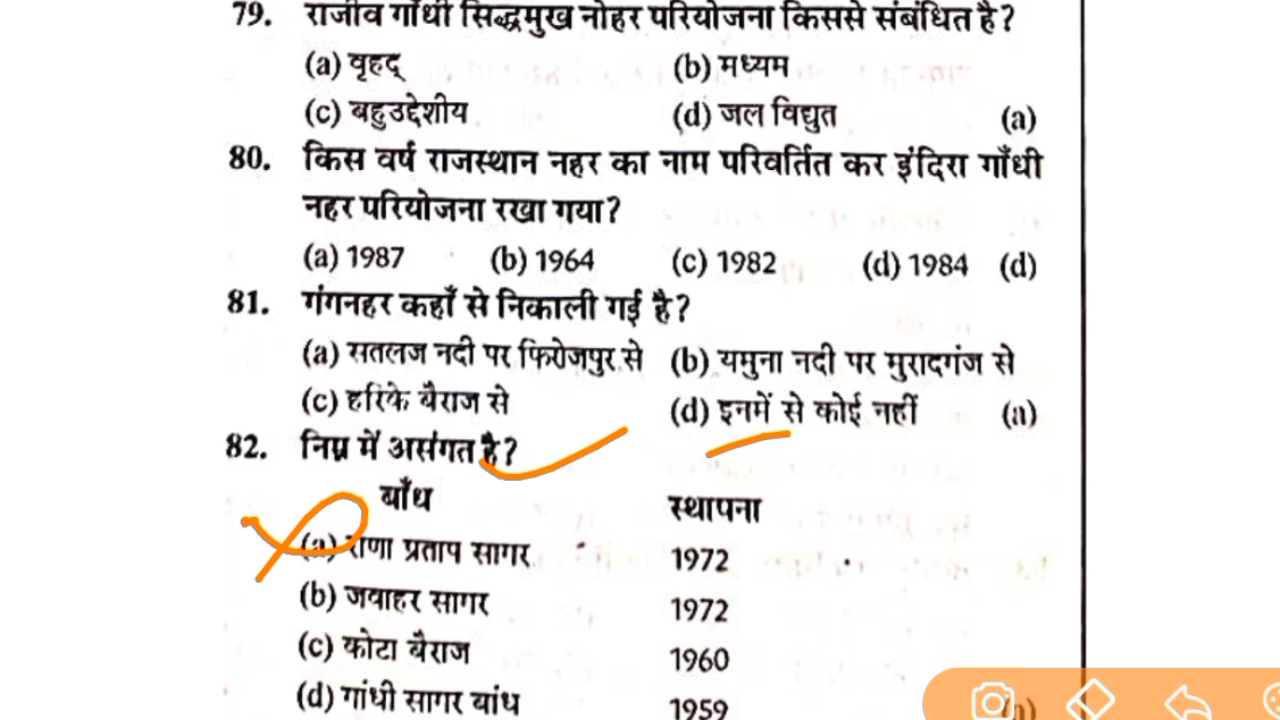 79. राजीव गाँधी सिद्धमुख नोहर परियोजना किससे संबंधित है?
(a) वृहद् (b) मध्यम
(c) बहुउद्देशीय (d) जल विद्युत (a)
80. किस वर्ष राजस्थान नहर का नाम परिवर्तित कर इंदिरा गाँधी
नहर परियोजना रखा गया?
(a) 1987 (b) 1964 (c) 1982 (d) 1984 (d)
81. गंगनहर कहाँ से निकाली गई है?
(a) सतलज नदी पर फिरोजपुर से (b) यमुना नदी पर मुरादगंज से
(c) हरिके बैराज से (d) इनमें से कोई नहीं (a)
82. निम्न में असंगत है?
बाँध स्थापना
(a) राणा प्रताप सागर 1972
(b) जवाहर सागर 1972
(c) कोटा बैराज 1960
(d) गांधी सागर बांध 1959